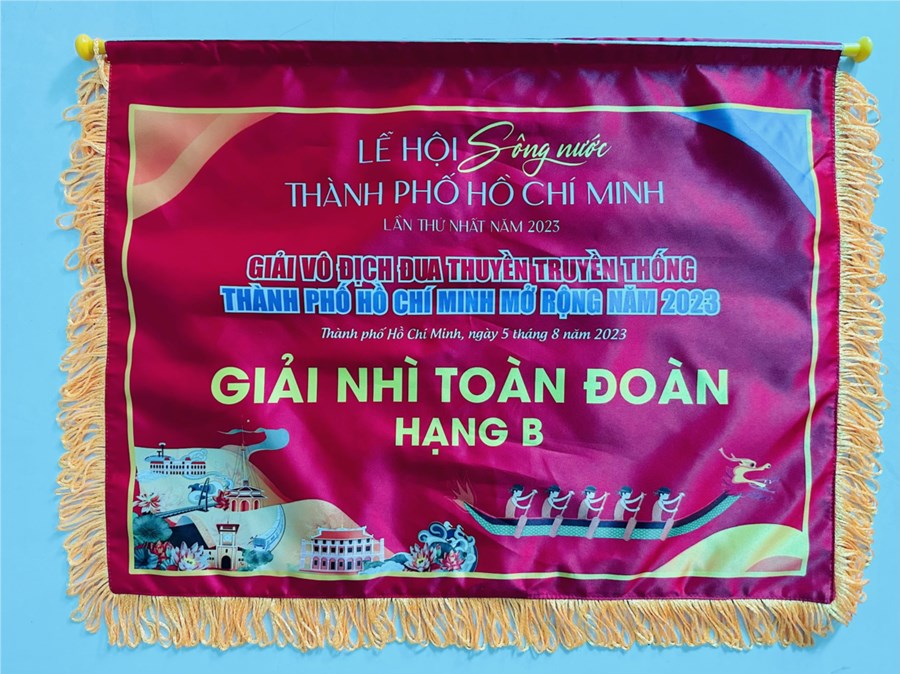 LỄ HỘI Sông nước
THÀNH PHỐ HỒ CHÍ MINH
LẦN THỨ NHẤT NĂM 2023
GIẢI VÔ ĐỊCH ĐUA THUYỀN TRUYỀN THỐNG
THÀNH PHỐ HỒ CHÍ MINH MỞ RỘNG NĂM 2023
Thành phố Hồ Chí Minh, ngày 5 tháng 8 năm 2023
GIẢI NHÌ TOÀN ĐOÀN
HẠNG B